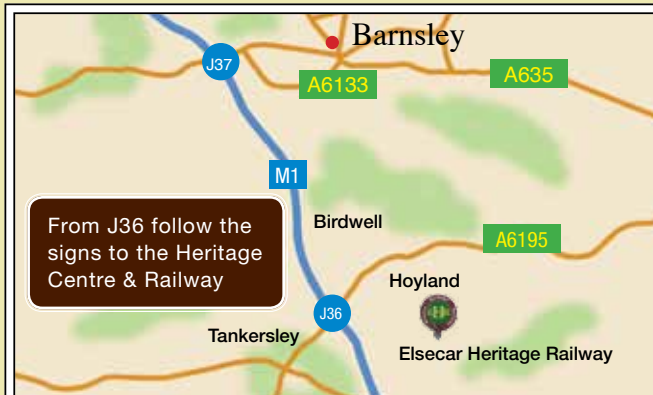 Barnsley
J37
A6133
A635
M1
From J36 follow the
signs to the Heritage
Centre & Railway
Birdwell
A6195
Hoyland
J36
Tankersley
Elsecar Heritage Railway